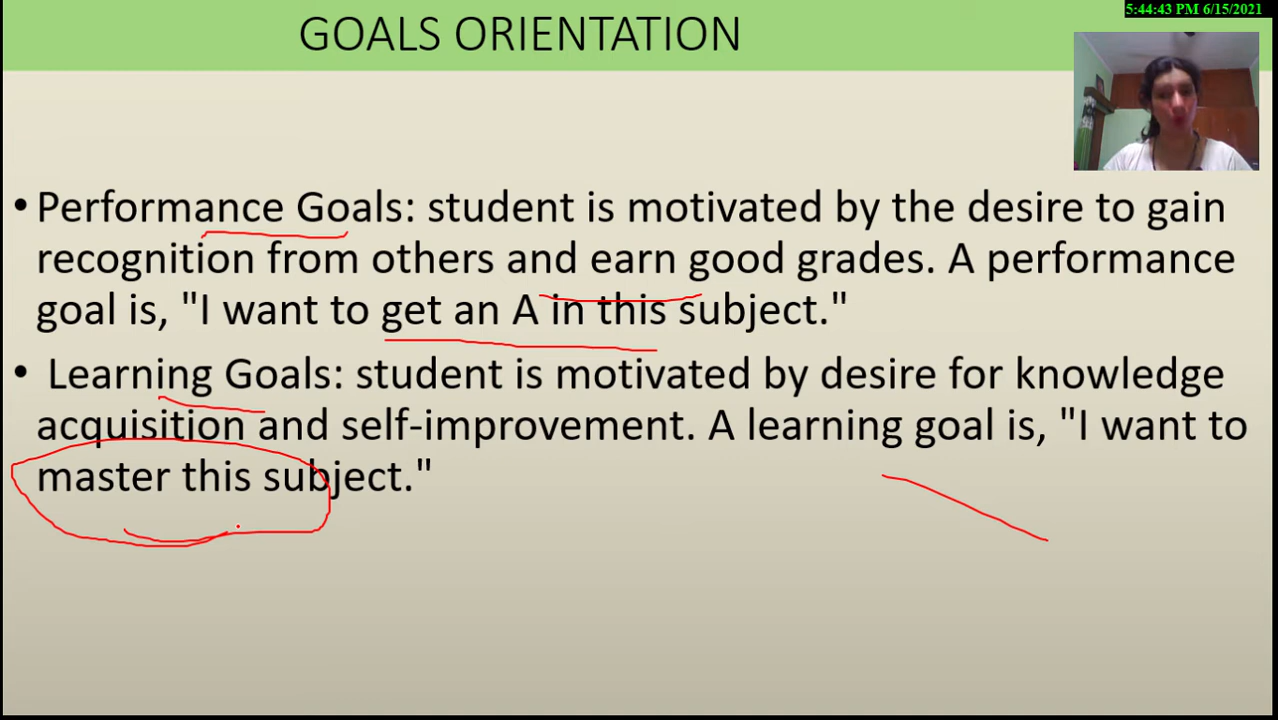 5:44:43 PM 6/15/2021
GOALS ORIENTATION
• Performance Goals: student is motivated by the desire to gain
recognition from others and earn good grades. A performance
goal is, "I want to get an A in this subject."
• Learning Goals: student is motivated by desire for knowledge
acquisition and self-improvement. A learning goal is, "I want to
master this subject."